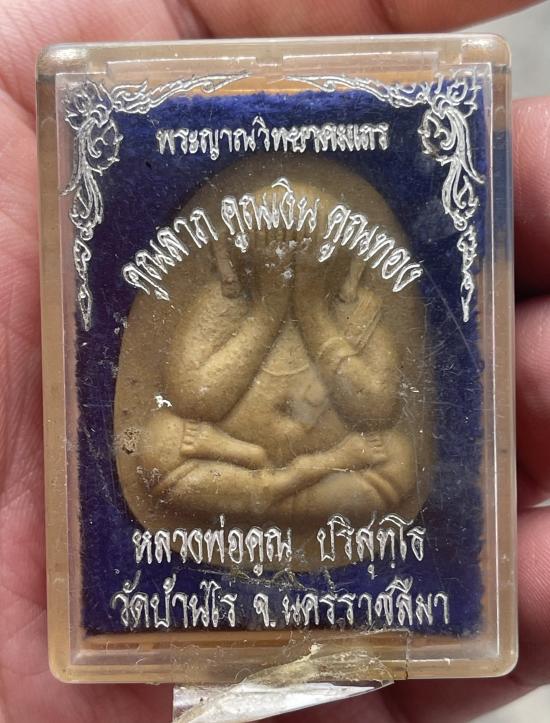 พระญาณวิทยาคมเถร
คูณลาภ คูณเงิน คูณทอง
หลวงพ่อคูณ ปริสุทฺโธ
วัดบ้านไร่ จ.นครราชสีมา